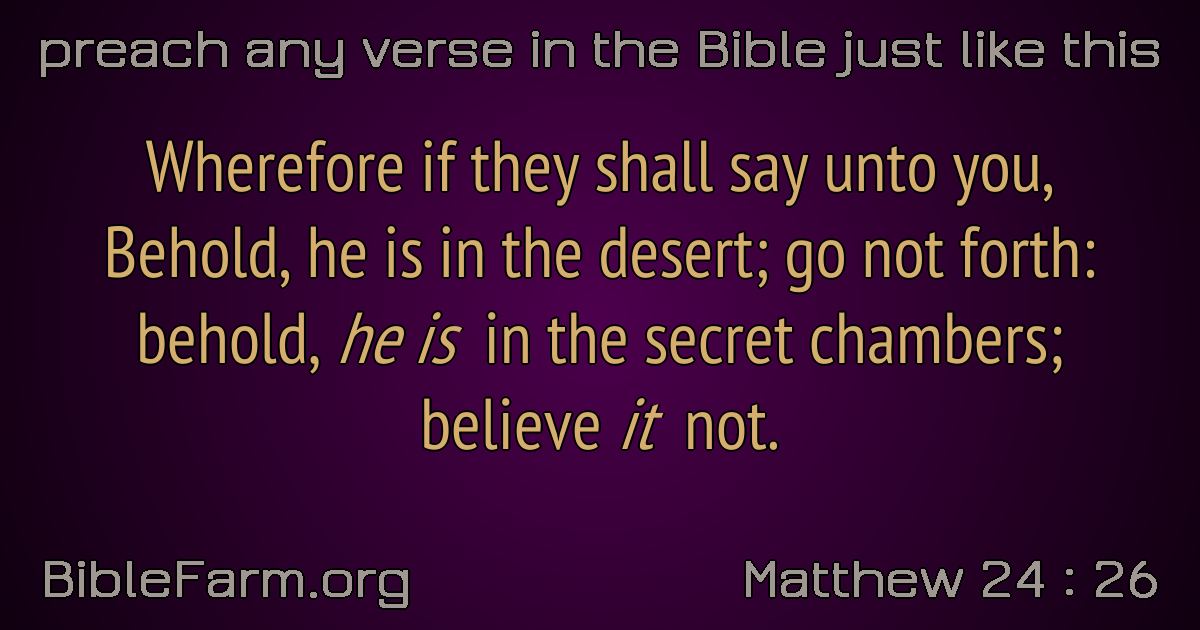 preach any verse in the Bible just like this
Wherefore if they shall say unto you,
Behold, he is in the desert; go not forth:
behold, he is in the secret chambers;
believe it not.
BibleFarm.org
Matthew 24 : 26